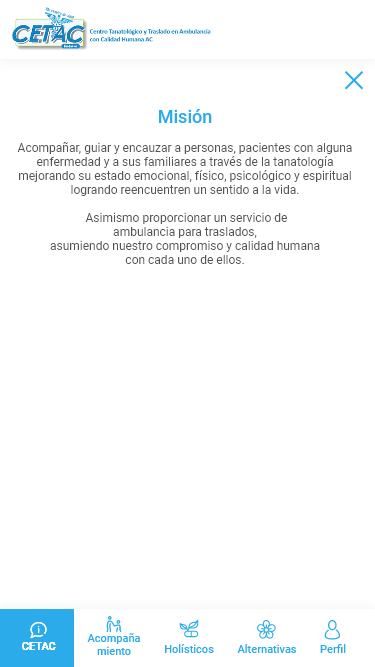 CETAC
Centro Tanatológico y Traslado en Ambulancia
con Calidad Humana AC
Misión
Acompañar, guiar y encauzar a personas, pacientes con alguna
enfermedad y a sus familiares a través de la tanatología
mejorando su estado emocional, físico, psicológico y espiritual
logrando reencuentren un sentido a la vida.
Asimismo proporcionar un servicio de
ambulancia para traslados,
asumiendo nuestro compromiso y calidad humana
con cada uno de ellos.
CETAC
Acompaña
miento
Holísticos
Alternativas
Perfil